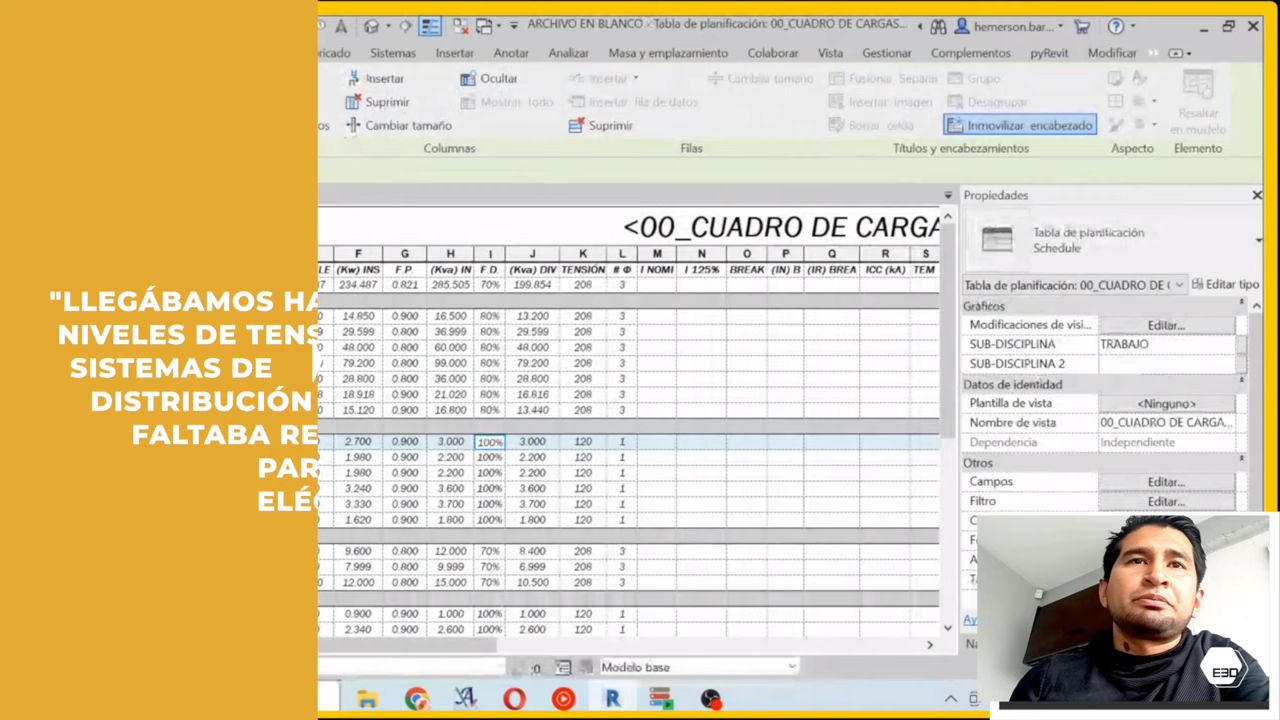 "LLEGÁBAMOS HA
NIVELES DE TENS
SISTEMAS DE
DISTRIBUCIÓN
FALTABA RE
PAR
ELÉC
ARCHIVO EN BLANCO - Tabla de planificación: 00_CUADRO DE CARGAS...
hemerson.bar...
ricado Sistemas Insertar Anotar Analizar Masa y emplazamiento Colaborar Vista Gestionar Complementos pyRevit Modificar
Insertar Ocultar Insertar Cambiar tamaño Fusionar Separar Grupo
Suprimir Mostrar todo Insertar fila de datos Insertar imagen Desagrupar
os Cambiar tamaño Suprimir Borrar celda Inmovilizar encabezado
Resaltar
en modelo
Columnas Filas Títulos y encabezamientos Aspecto Elemento
<00_CUADRO DE CARGA
F G H I J K L M N O P Q R S
LE (Kw) INS F.P. (Kva) IN F.D. (Kva) DIV TENSIÓN # Φ I NOMI I 125% BREAK (IN) B (IR) BREA ICC (kA) TEM
7 234.487 0.821 285.505 70% 199.854 208 3
14.850 0.900 16.500 80% 13.200 208 3
29.599 0.800 36.999 80% 29.599 208 3
48.000 0.800 60.000 80% 48.000 208 3
79.200 0.800 99.000 80% 79.200 208 3
28.800 0.800 36.000 80% 28.800 208 3
18.918 0.900 21.020 80% 16.816 208 3
15.120 0.900 16.800 80% 13.440 208 3
2.700 0.900 3.000 100% 3.000 120 1
1.980 0.900 2.200 100% 2.200 120 1
1.980 0.900 2.200 100% 2.200 120 1
3.240 0.900 3.600 100% 3.600 120 1
3.330 0.900 3.700 100% 3.700 120 1
1.620 0.900 1.800 100% 1.800 120 1
9.600 0.800 12.000 70% 8.400 208 3
7.999 0.800 9.999 70% 6.999 208 3
12.000 0.800 15.000 70% 10.500 208 3
0.900 0.900 1.000 100% 1.000 120 1
2.340 0.900 2.600 100% 2.600 120 1
:0 Modelo base
Propiedades
Tabla de planificación
Schedule
Tabla de planificación: 00_CUADRO DE ( Editar tipo
Gráficos
Modificaciones de visi... Editar...
SUB-DISCIPLINA TRABAJO
SUB-DISCIPLINA 2
Datos de identidad
Plantilla de vista <Ninguno>
Nombre de vista 00_CUADRO DE CARGA...
Dependencia Independiente
Otros
Campos Editar...
Filtro Editar...
Ay
E3D